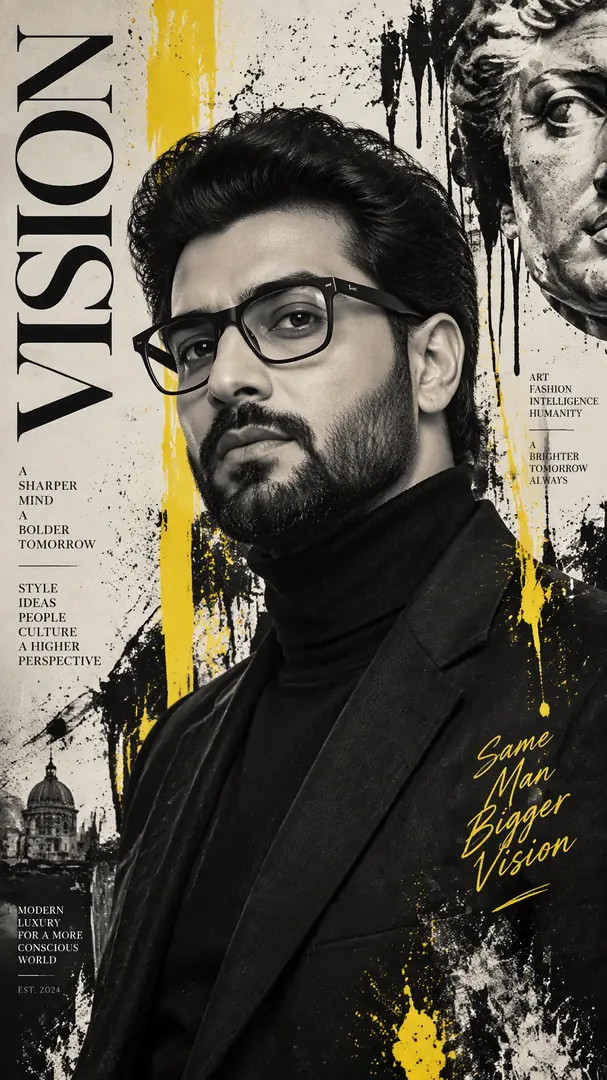 VISION
A
SHARPER
MIND
A
BOLDER
TOMORROW
STYLE
IDEAS
PEOPLE
CULTURE
A HIGHER
PERSPECTIVE
ART
FASHION
INTELLIGENCE
HUMANITY
A
BRIGHTER
TOMORROW
ALWAYS
Same
Man
Bigger
Vision
MODERN
LUXURY
FOR A MORE
CONSCIOUS
WORLD
EST. 2024